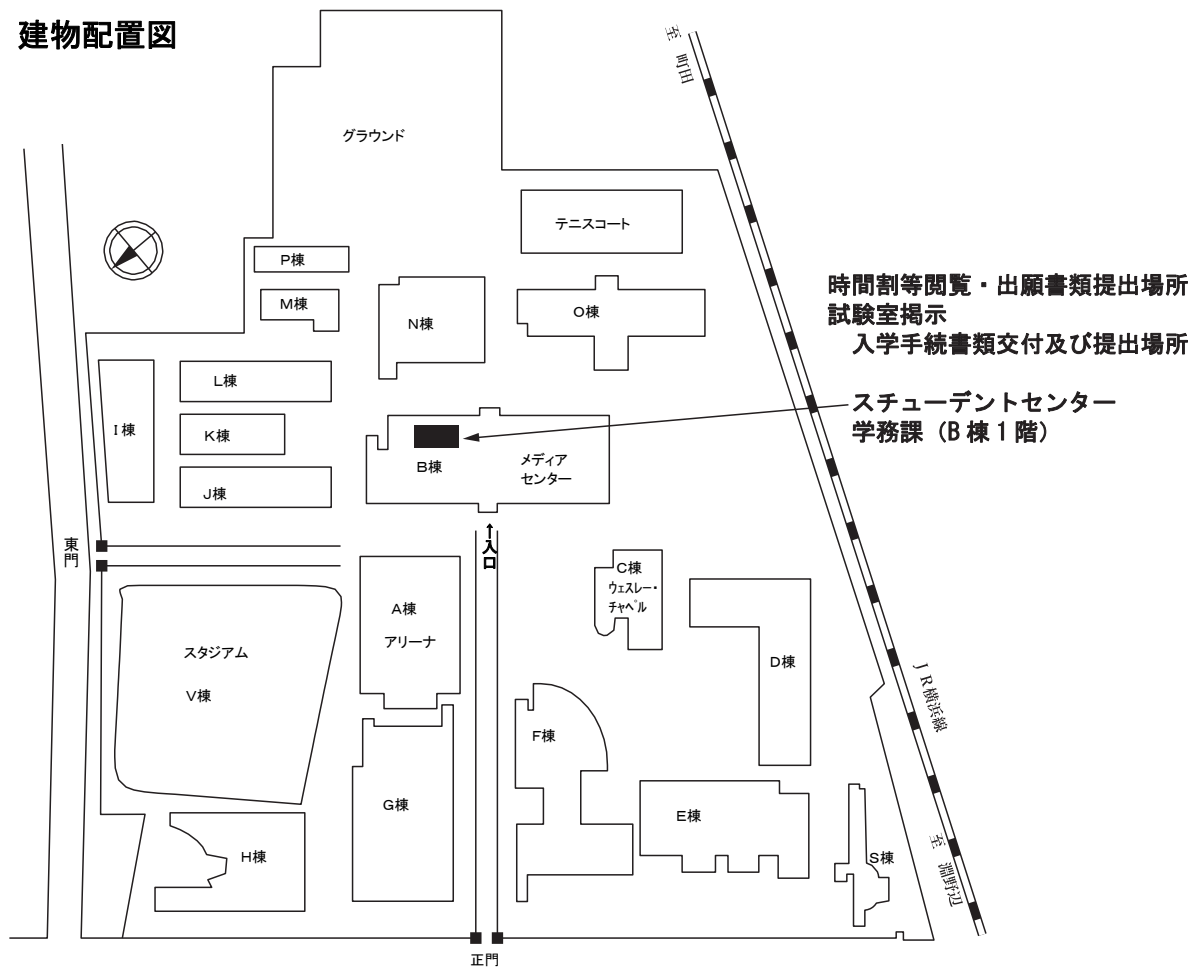 建物配置図
至 町田
グラウンド
テニスコート
P棟
M棟
N棟
O棟
時間割等閲覧・出願書類提出場所
試験室掲示
入学手続書類交付及び提出場所
L棟
I棟
K棟
J棟
スチューデントセンター
学務課（B棟1階）
B棟
メディア
センター
東門
↑入口
C棟
ウェスレー・
チャペル
A棟
アリーナ
スタジアム
V棟
D棟
JR横浜線
F棟
G棟
E棟
H棟
S棟
至 淵野辺
正門